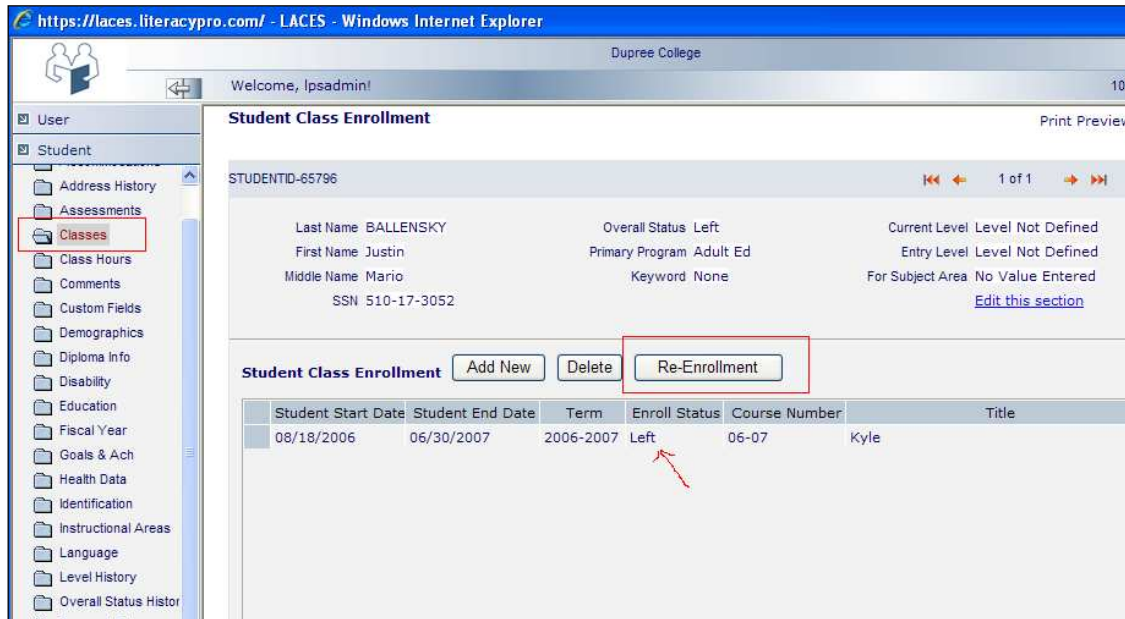 https://laces.literacypro.com/ - LACES - Windows Internet Explorer
Dupree College
Welcome, lpsadmin!
10
User
Student
Address History
Assessments
Classes
Class Hours
Comments
Custom Fields
Demographics
Diploma Info
Disability
Education
Fiscal Year
Goals & Ach
Health Data
Identification
Instructional Areas
Language
Level History
Overall Status Histor
Student Class Enrollment
Print Preview
STUDENTID-65796
1 of 1
Last Name BALLENSKY Overall Status Left Current Level Level Not Defined
First Name Justin Primary Program Adult Ed Entry Level Level Not Defined
Middle Name Mario Keyword None For Subject Area No Value Entered
SSN 510-17-3052 Edit this section
Student Class Enrollment Add New Delete Re-Enrollment
Student Start Date Student End Date Term Enroll Status Course Number Title
08/18/2006 06/30/2007 2006-2007 Left 06-07 Kyle